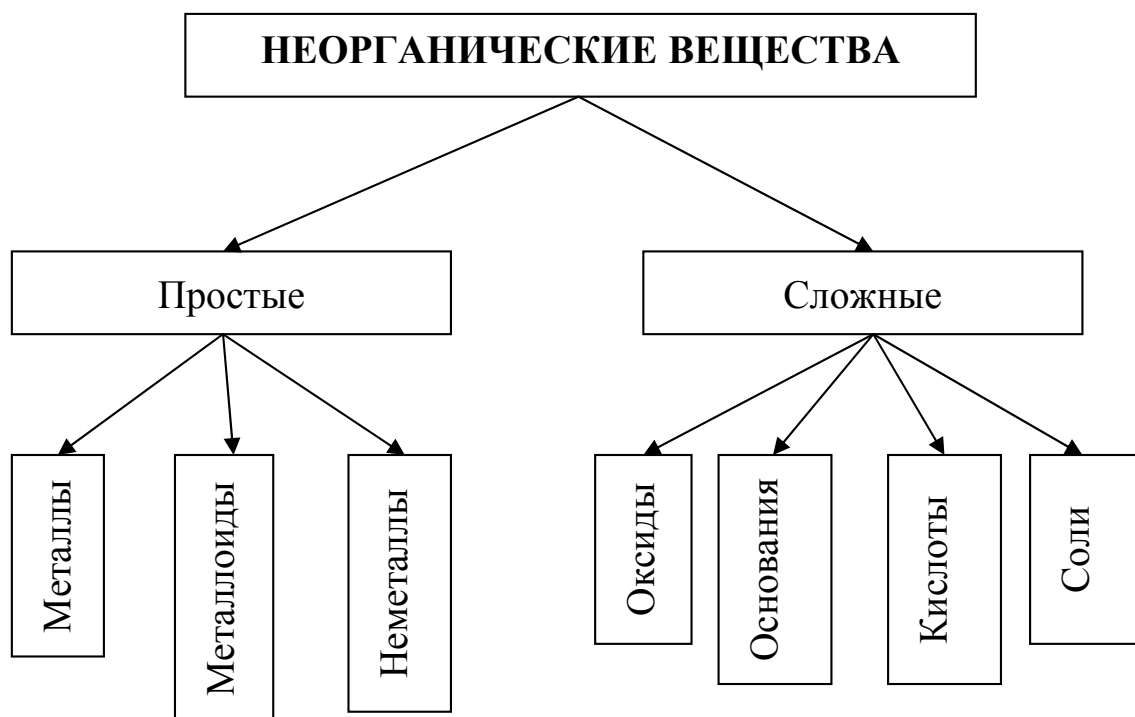 НЕОРГАНИЧЕСКИЕ ВЕЩЕСТВА
Простые
Сложные
Металлы
Металлоиды
Неметаллы
Оксиды
Основания
Кислоты
Соли